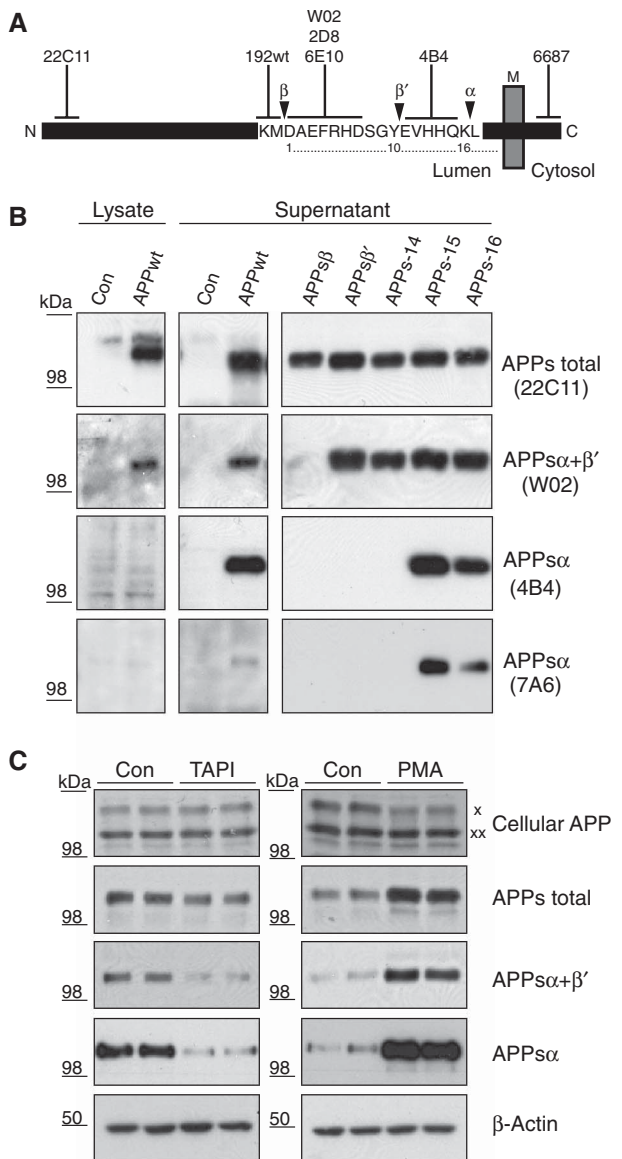 A
W02
2D8
22C11 192wt 6E10 4B4 6687
β β′ α M
N KMDAEFRHDSGYEVHHQKL C
1......................10..............16........
Lumen Cytosol
B
Lysate Supernatant
kDa Con APPwt Con APPwt APPsβ APPsβ′ APPs-14 APPs-15 APPs-16
98 APPs total
(22C11)
98 APPsα+β′
(W02)
98 APPsα
(4B4)
98 APPsα
(7A6)
C
kDa Con TAPI kDa Con PMA
x
xx Cellular APP
98 98
APPs total
98 98
APPsα+β′
98 98
APPsα
98 98
50 50 β-Actin